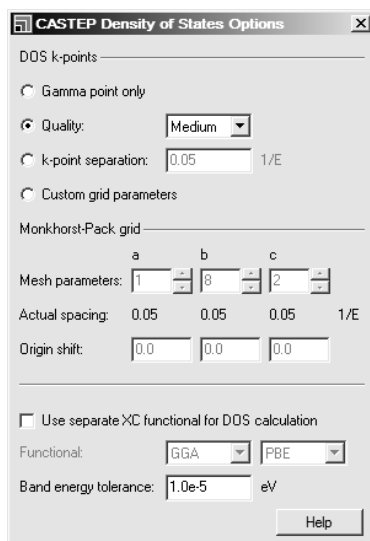 CASTEP Density of States Options
DOS k-points
Gamma point only
Quality: Medium
k-point separation: 0.05 1/E
Custom grid parameters
Monkhorst-Pack grid
a b c
Mesh parameters: 1 8 2
Actual spacing: 0.05 0.05 0.05 1/E
Origin shift: 0.0 0.0 0.0
Use separate XC functional for DOS calculation
Functional: GGA PBE
Band energy tolerance: 1.0e-5 eV
Help